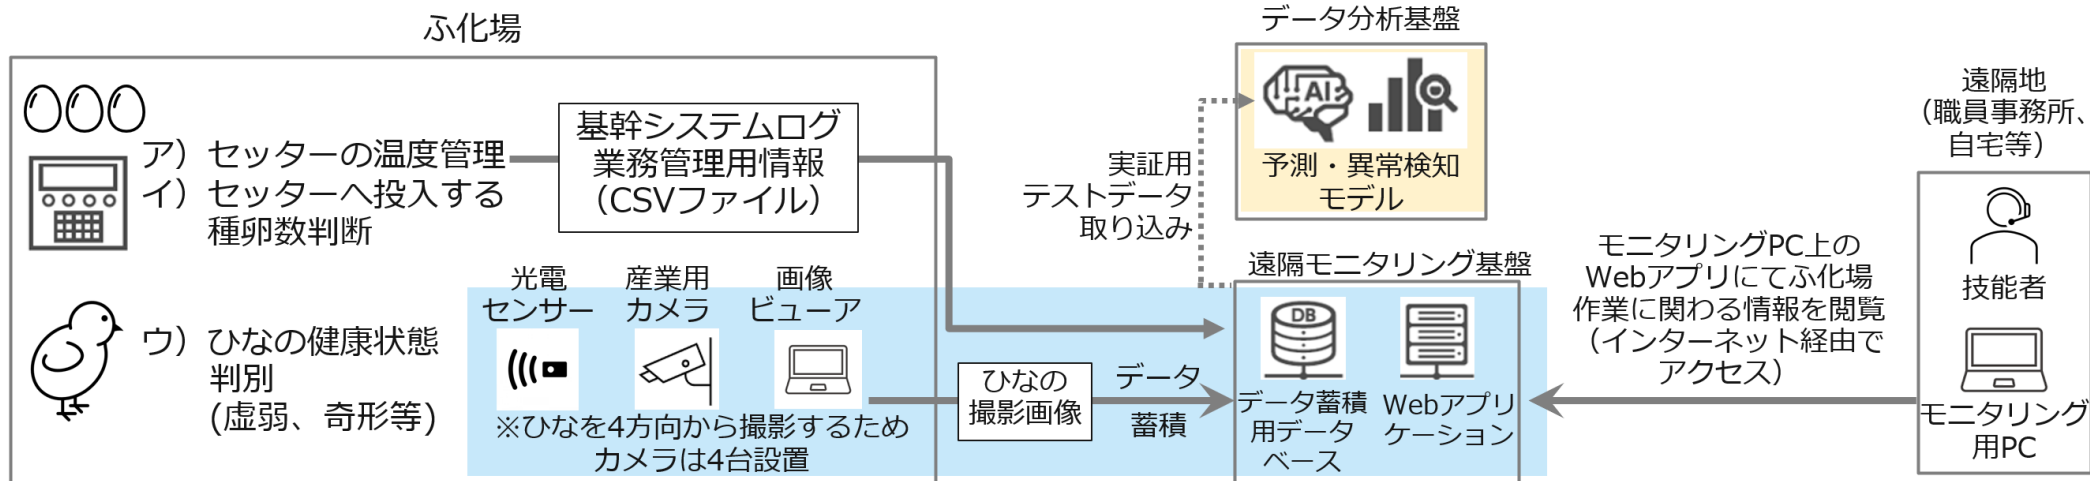 ふ化場
ア）セッターの温度管理
イ）セッターへ投入する
種卵数判断
ウ）ひなの健康状態
判別
(虚弱、奇形等)
基幹システムログ
業務管理用情報
（CSVファイル）
光電
センサー
産業用
カメラ
画像
ビューア
※ひなを4方向から撮影するため
カメラは4台設置
ひなの
撮影画像
データ
蓄積
実証用
テストデータ
取り込み
データ分析基盤
AI
予測・異常検知
モデル
遠隔モニタリング基盤
DB
データ蓄積
用データ
ベース
Webアプリ
ケーション
モニタリングPC上の
Webアプリにてふ化場
作業に関わる情報を閲覧
（インターネット経由で
アクセス）
遠隔地
（職員事務所、
自宅等）
技能者
モニタリング
用PC